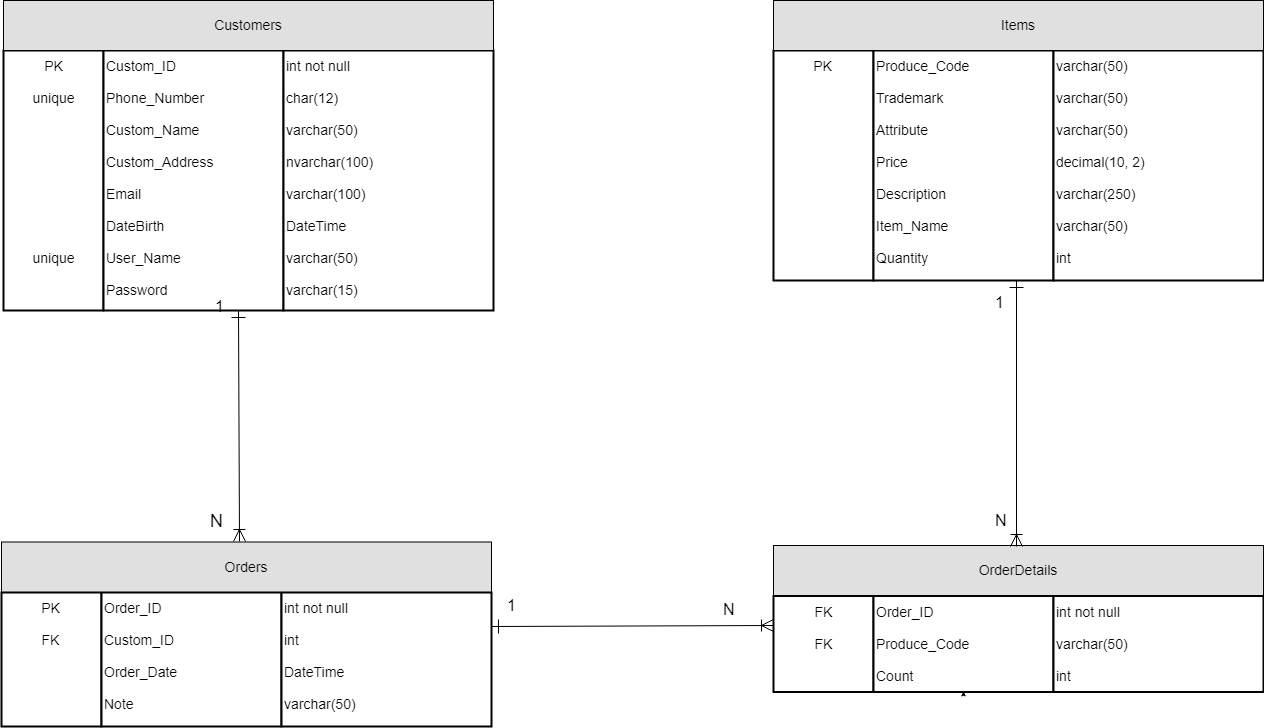 Customers
PK Custom_ID int not null
unique Phone_Number char(12)
Custom_Name varchar(50)
Custom_Address nvarchar(100)
Email varchar(100)
DateBirth DateTime
unique User_Name varchar(50)
Password varchar(15)
Items
PK Produce_Code varchar(50)
Trademark varchar(50)
Attribute varchar(50)
Price decimal(10, 2)
Description varchar(250)
Item_Name varchar(50)
Quantity int
1
1
N
N
Orders
PK Order_ID int not null
FK Custom_ID int
Order_Date DateTime
Note varchar(50)
1
N
OrderDetails
FK Order_ID int not null
FK Produce_Code varchar(50)
Count int